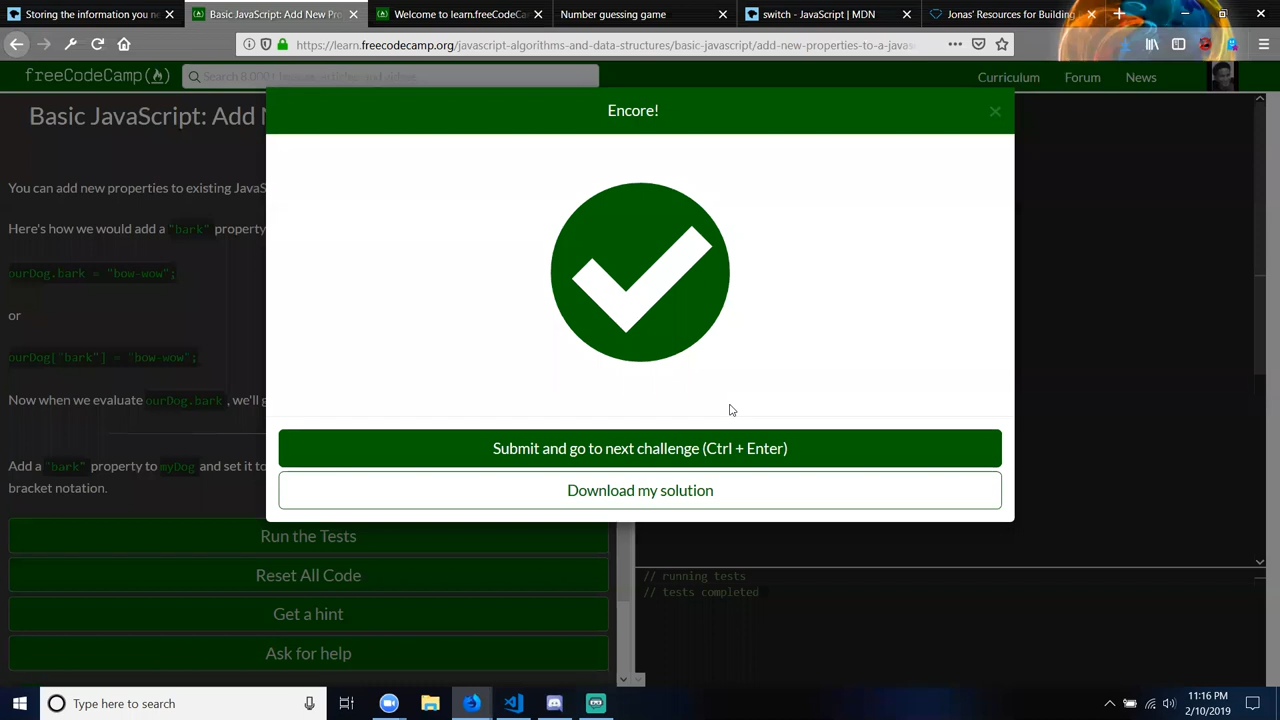 Storing the information you n
Basic JavaScript: Add New Pro
Welcome to learn.freeCodeCam
Number guessing game
switch - JavaScript | MDN
Jonas' Resources for Building
https://learn.freecodecamp.org/javascript-algorithms-and-data-structures/basic-javascript/add-new-properties-to-a-javas
freeCodeCamp
Search 8,000+
Curriculum
Forum
News
Basic JavaScript: Add N
Encore!
You can add new properties to existing JavaS
Here's how we would add a "bark" property
ourDog.bark = "bow-wow";
or
ourDog["bark"] = "bow-wow";
Now when we evaluate ourDog.bark, we'll g
Add a "bark" property to myDog and set it to
bracket notation.
Submit and go to next challenge (Ctrl + Enter)
Download my solution
Run the Tests
Reset All Code
Get a hint
Ask for help
// running tests
// tests completed
Type here to search
11:16 PM
2/10/2019